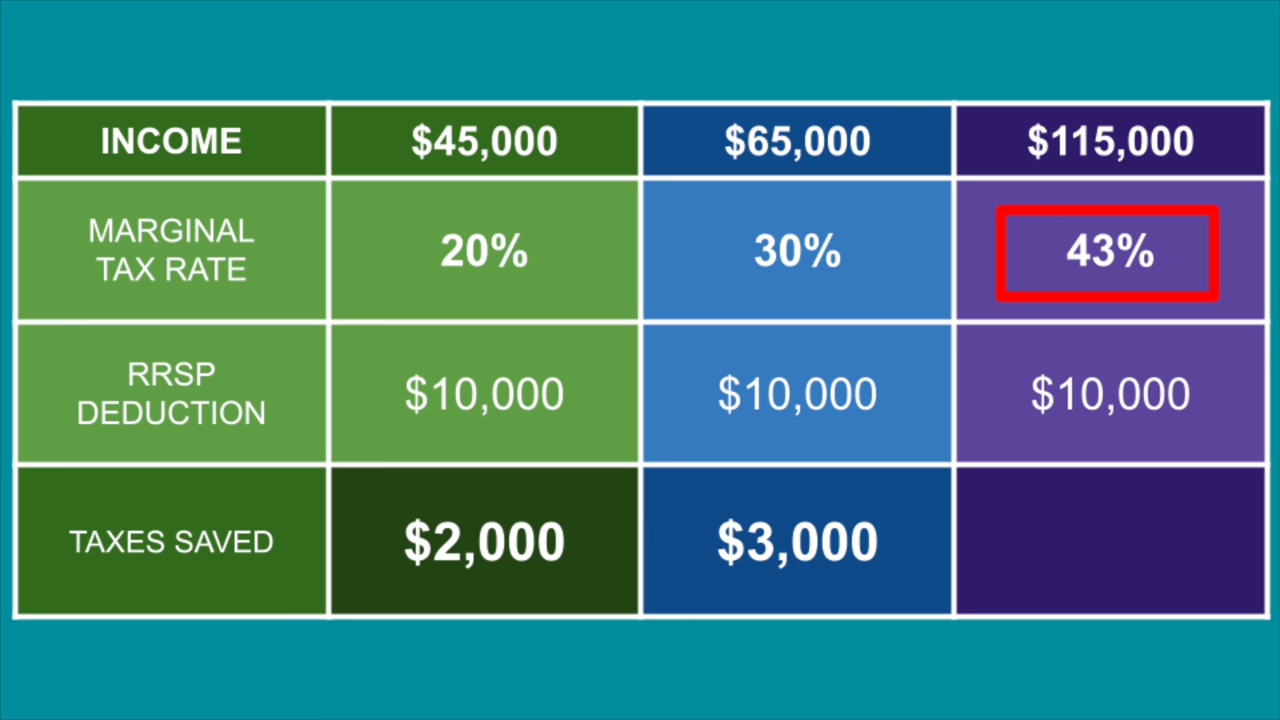 INCOME $45,000 $65,000 $115,000
MARGINAL
TAX RATE 20% 30% 43%
RRSP
DEDUCTION $10,000 $10,000 $10,000
TAXES SAVED $2,000 $3,000